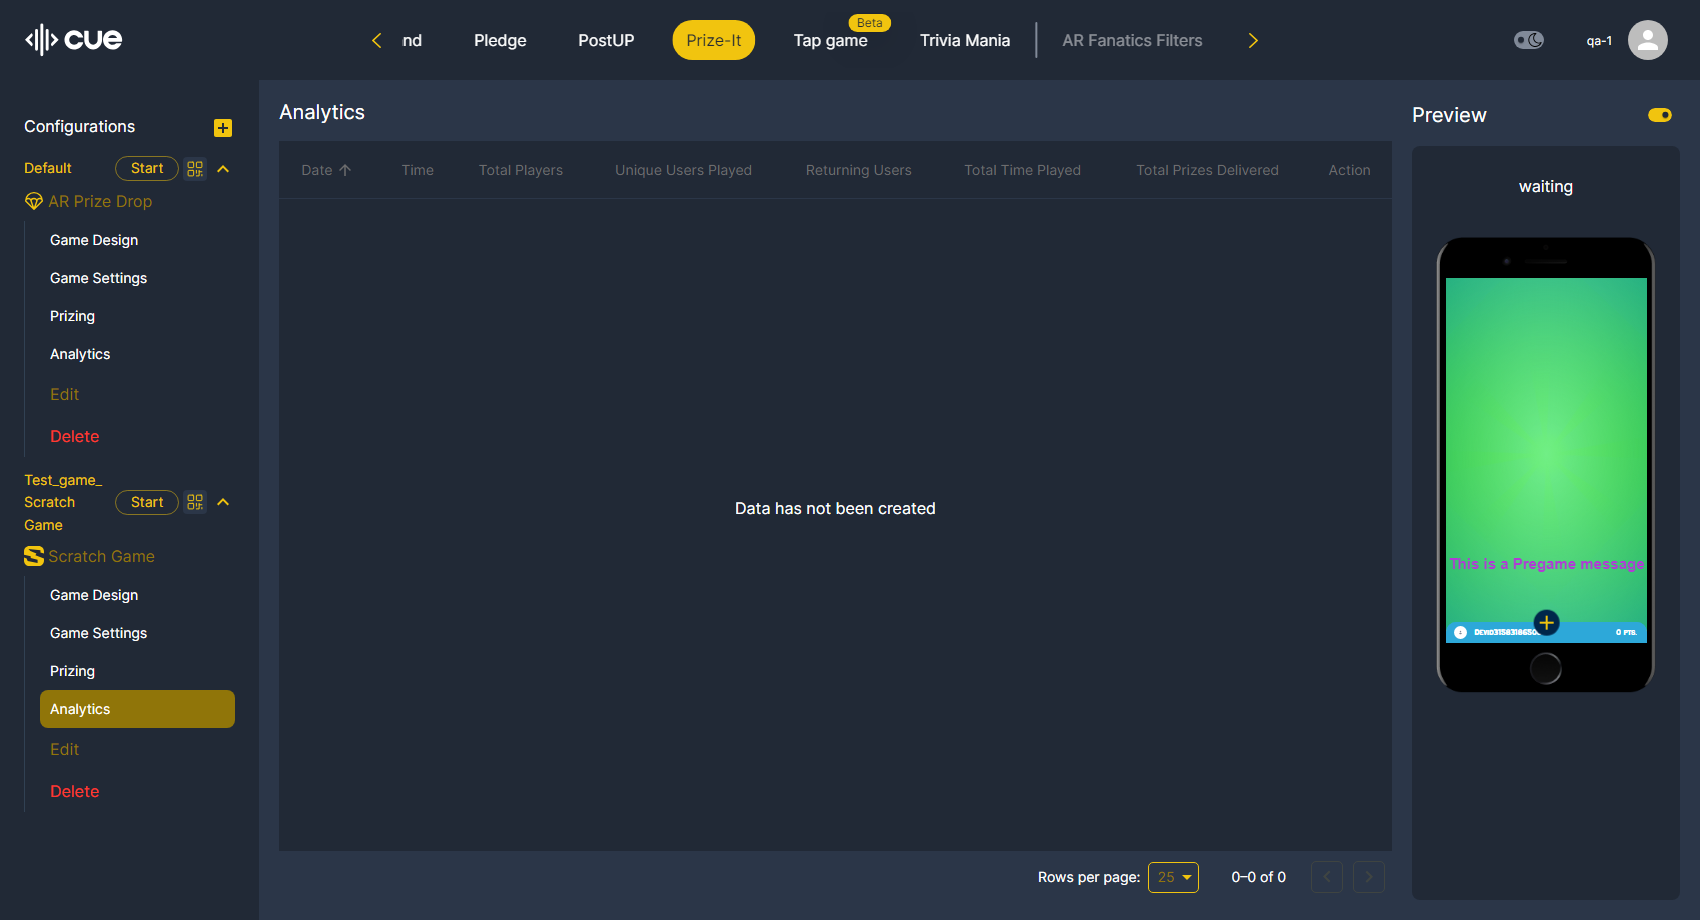 cue
nd
Pledge
PostUP
Prize-It
Beta
Tap game
Trivia Mania
AR Fanatics Filters
qa-1
Configurations
Default
Start
AR Prize Drop
Game Design
Game Settings
Prizing
Analytics
Edit
Delete
Test_game_
Scratch
Game
Start
Scratch Game
Game Design
Game Settings
Prizing
Analytics
Edit
Delete
Analytics
Date
Time
Total Players
Unique Users Played
Returning Users
Total Time Played
Total Prizes Delivered
Action
Data has not been created
Rows per page:
25
0–0 of 0
Preview
waiting
This is a Pregame message
0 PTS.